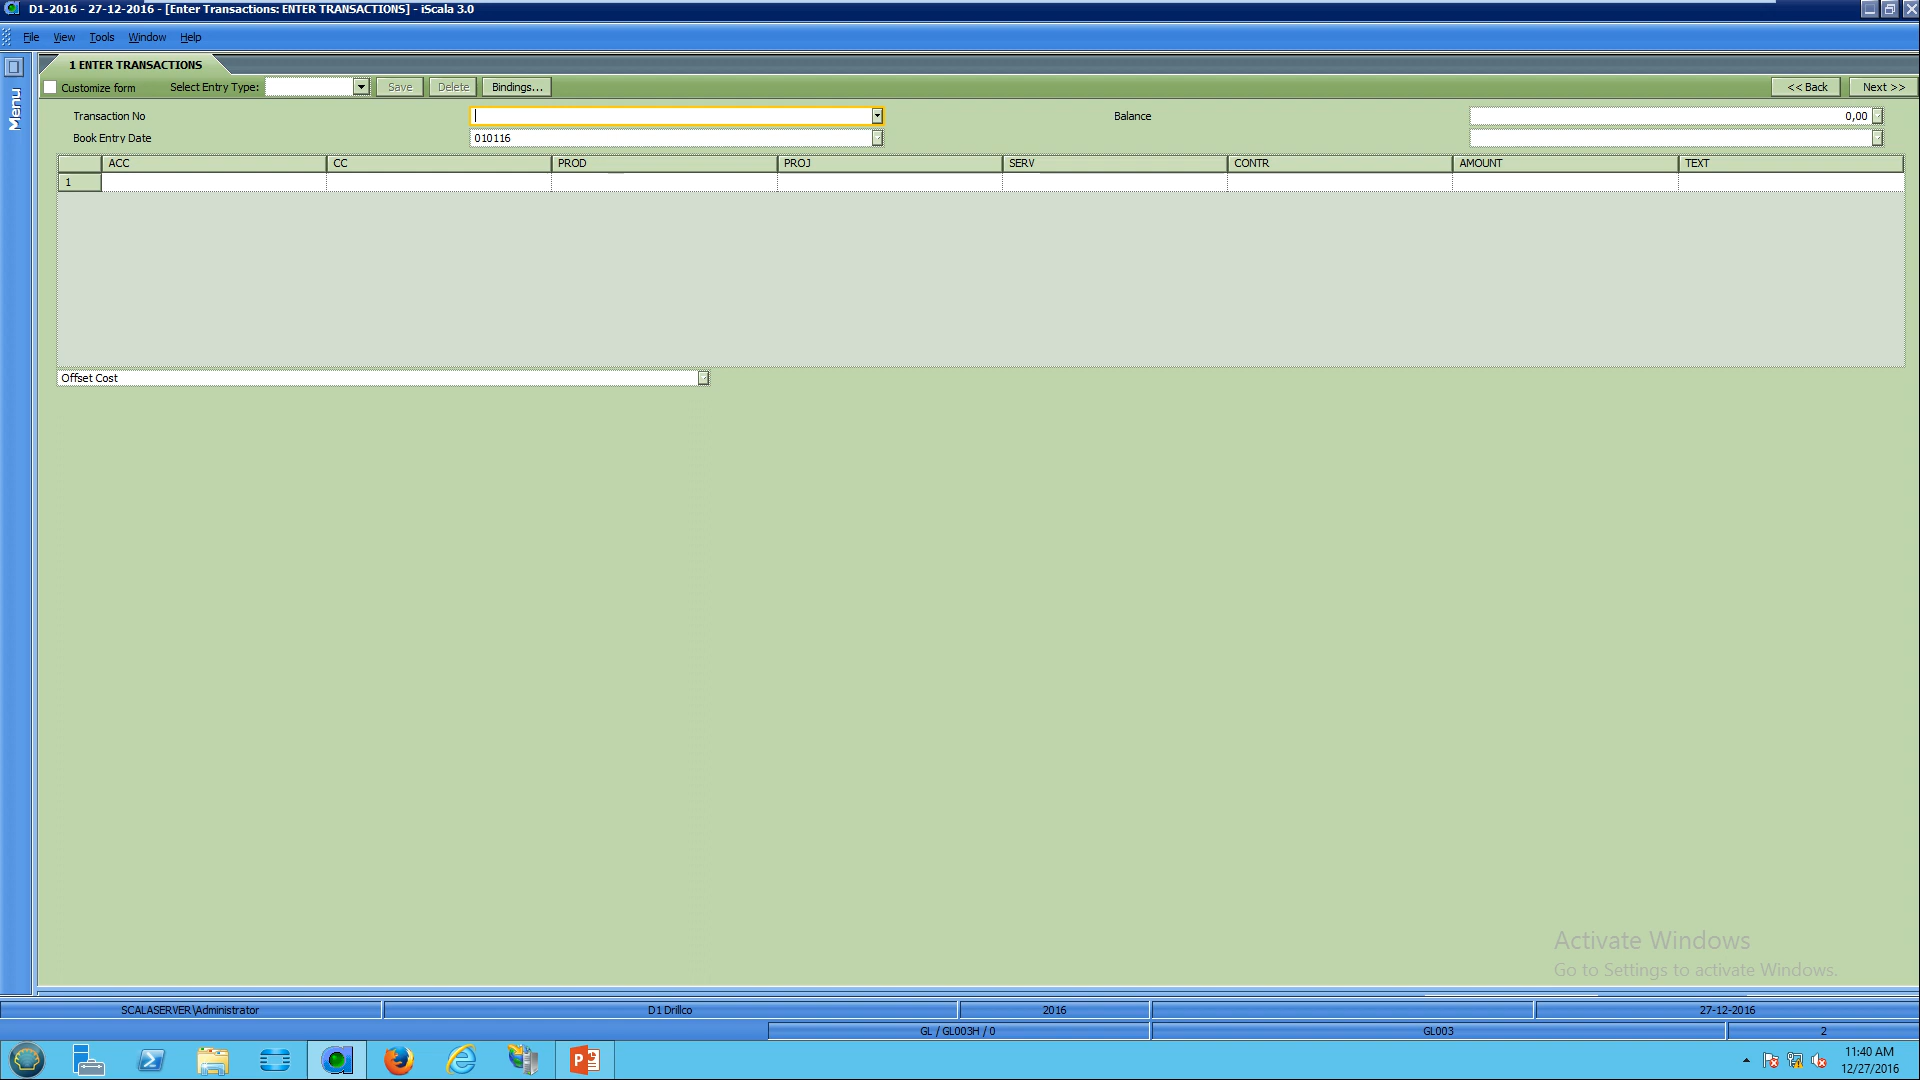 D1-2016 - 27-12-2016 - [Enter Transactions: ENTER TRANSACTIONS] - iScala 3.0
File View Tools Window Help
Menu
1 ENTER TRANSACTIONS
Customize form Select Entry Type: Save Delete Bindings... << Back Next >>
Transaction No Balance 0,00
Book Entry Date 010116
ACC CC PROD PROJ SERV CONTR AMOUNT TEXT
1
Offset Cost
Activate Windows
Go to Settings to activate Windows.
SCALASERVER\Administrator D1 Drillco 2016 27-12-2016
GL / GL003H / 0 GL003 2
11:40 AM
12/27/2016